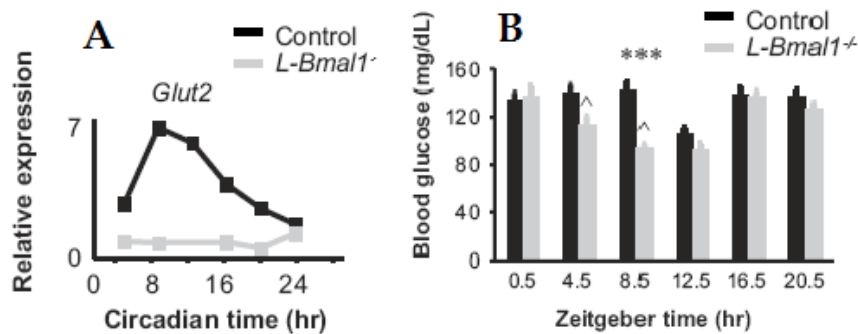 A
Control
L-Bmal1-
Glut2
Relative expression
7
0
0 8 16 24
Circadian time (hr)
B
Control
L-Bmal1-/-
***
Blood glucose (mg/dL)
160
120
80
40
0
^
^
0.5 4.5 8.5 12.5 16.5 20.5
Zeitgeber time (hr)